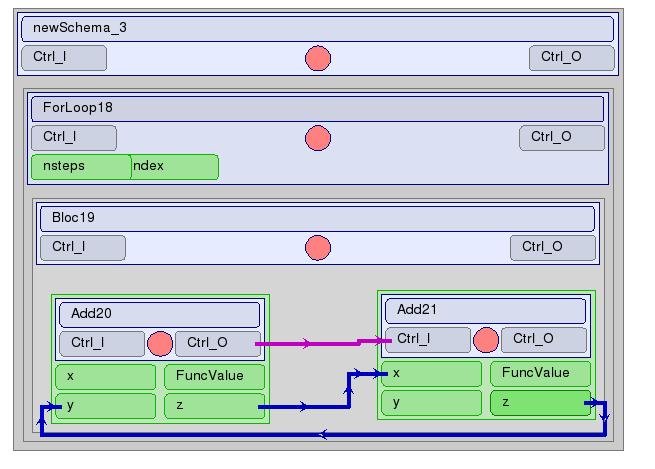 newSchema_3
Ctrl_I Ctrl_O
ForLoop18
Ctrl_I Ctrl_O
nsteps ndex
Bloc19
Ctrl_I Ctrl_O
Add20
Ctrl_I Ctrl_O
x FuncValue
y z
Add21
Ctrl_I Ctrl_O
x FuncValue
y z